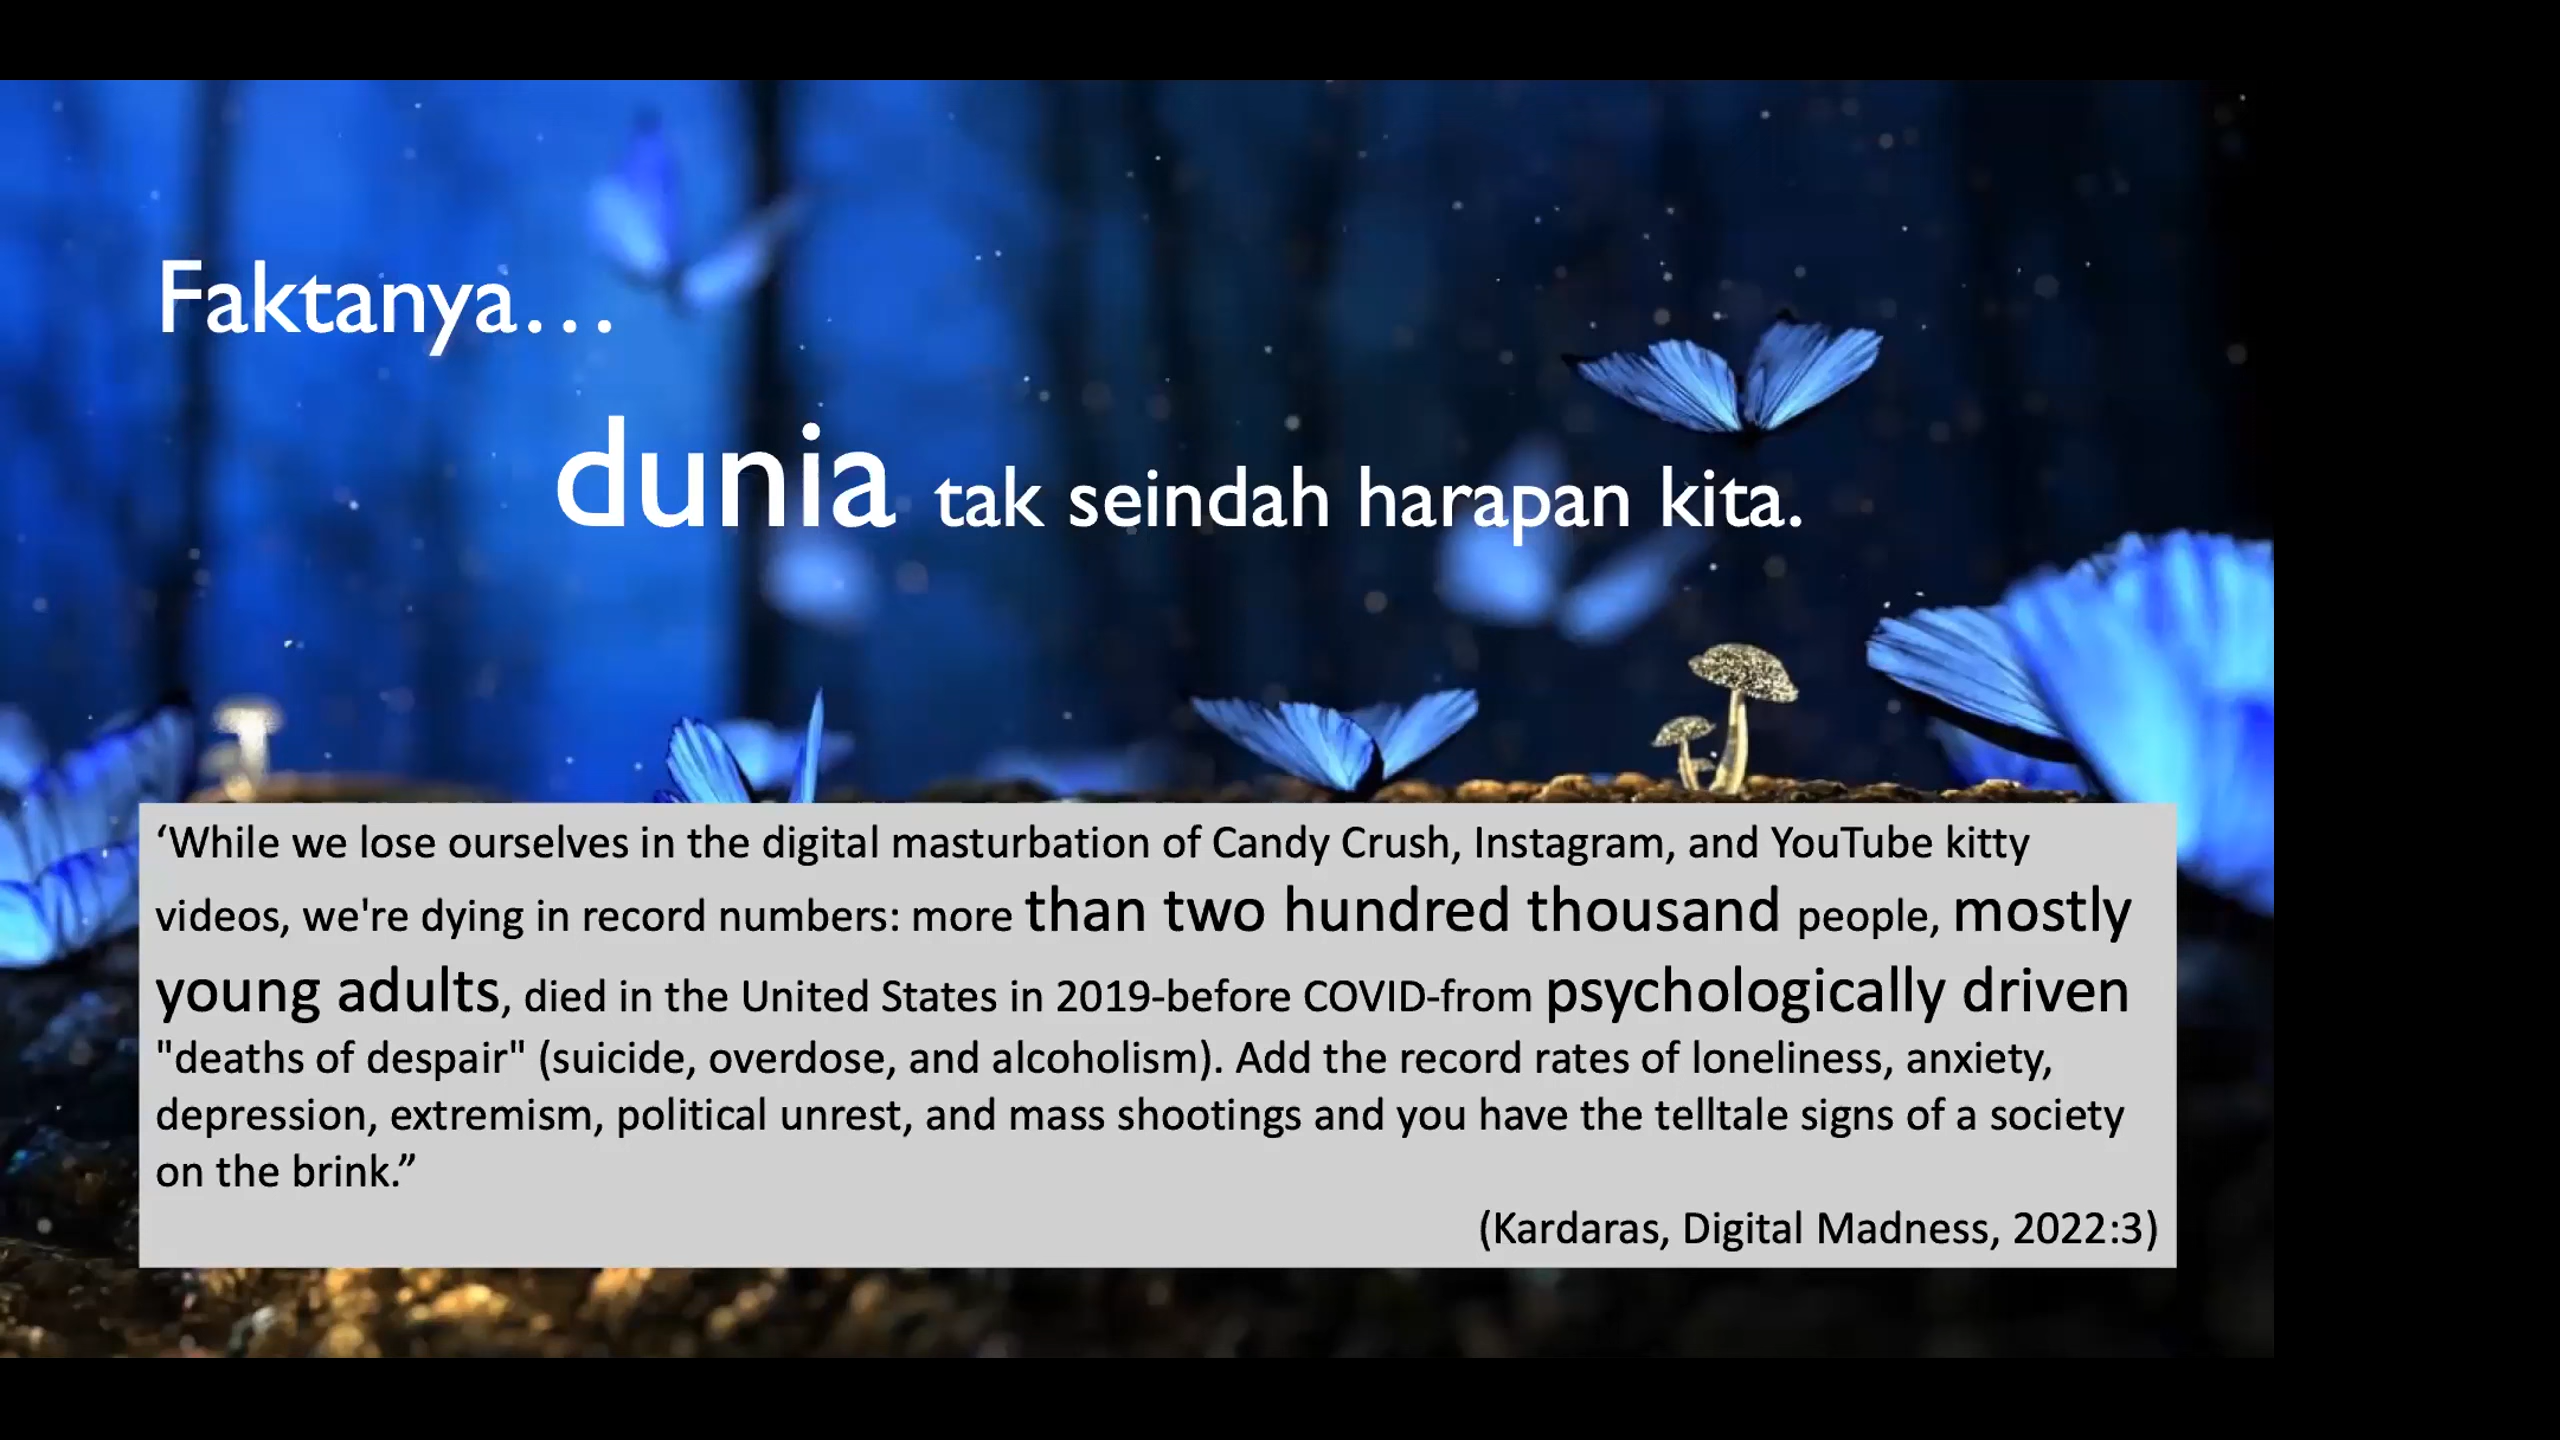 Faktanya…
dunia tak seindah harapan kita.
‘While we lose ourselves in the digital masturbation of Candy Crush, Instagram, and YouTube kitty
videos, we're dying in record numbers: more than two hundred thousand people, mostly
young adults, died in the United States in 2019-before COVID-from psychologically driven
"deaths of despair" (suicide, overdose, and alcoholism). Add the record rates of loneliness, anxiety,
depression, extremism, political unrest, and mass shootings and you have the telltale signs of a society
on the brink.”
(Kardaras, Digital Madness, 2022:3)